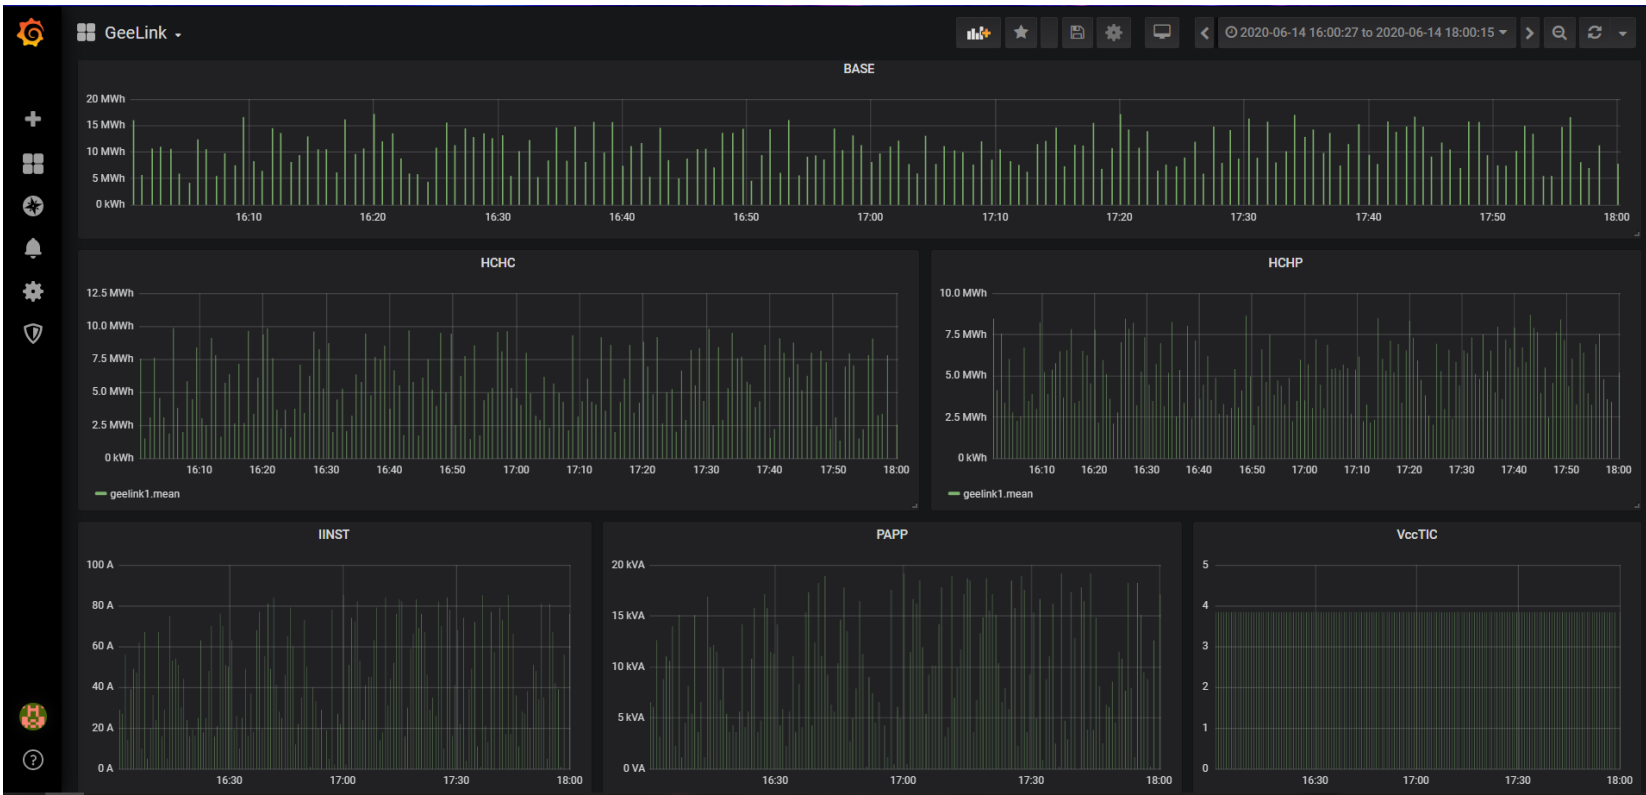 GeeLink
2020-06-14 16:00:27 to 2020-06-14 18:00:15
BASE
20 MWh
15 MWh
10 MWh
5 MWh
0 kWh
16:10 16:20 16:30 16:40 16:50 17:00 17:10 17:20 17:30 17:40 17:50 18:00
HCHC
12.5 MWh
10.0 MWh
7.5 MWh
5.0 MWh
2.5 MWh
0 kWh
16:10 16:20 16:30 16:40 16:50 17:00 17:10 17:20 17:30 17:40 17:50 18:00
geelink1.mean
HCHP
10.0 MWh
7.5 MWh
5.0 MWh
2.5 MWh
0 kWh
16:10 16:20 16:30 16:40 16:50 17:00 17:10 17:20 17:30 17:40 17:50 18:00
geelink1.mean
IINST
100 A
80 A
60 A
40 A
20 A
0 A
16:30 17:00 17:30 18:00
PAPP
20 kVA
15 kVA
10 kVA
5 kVA
0 VA
16:30 17:00 17:30 18:00
VccTIC
5
4
3
2
1
0
16:30 17:00 17:30 18:00